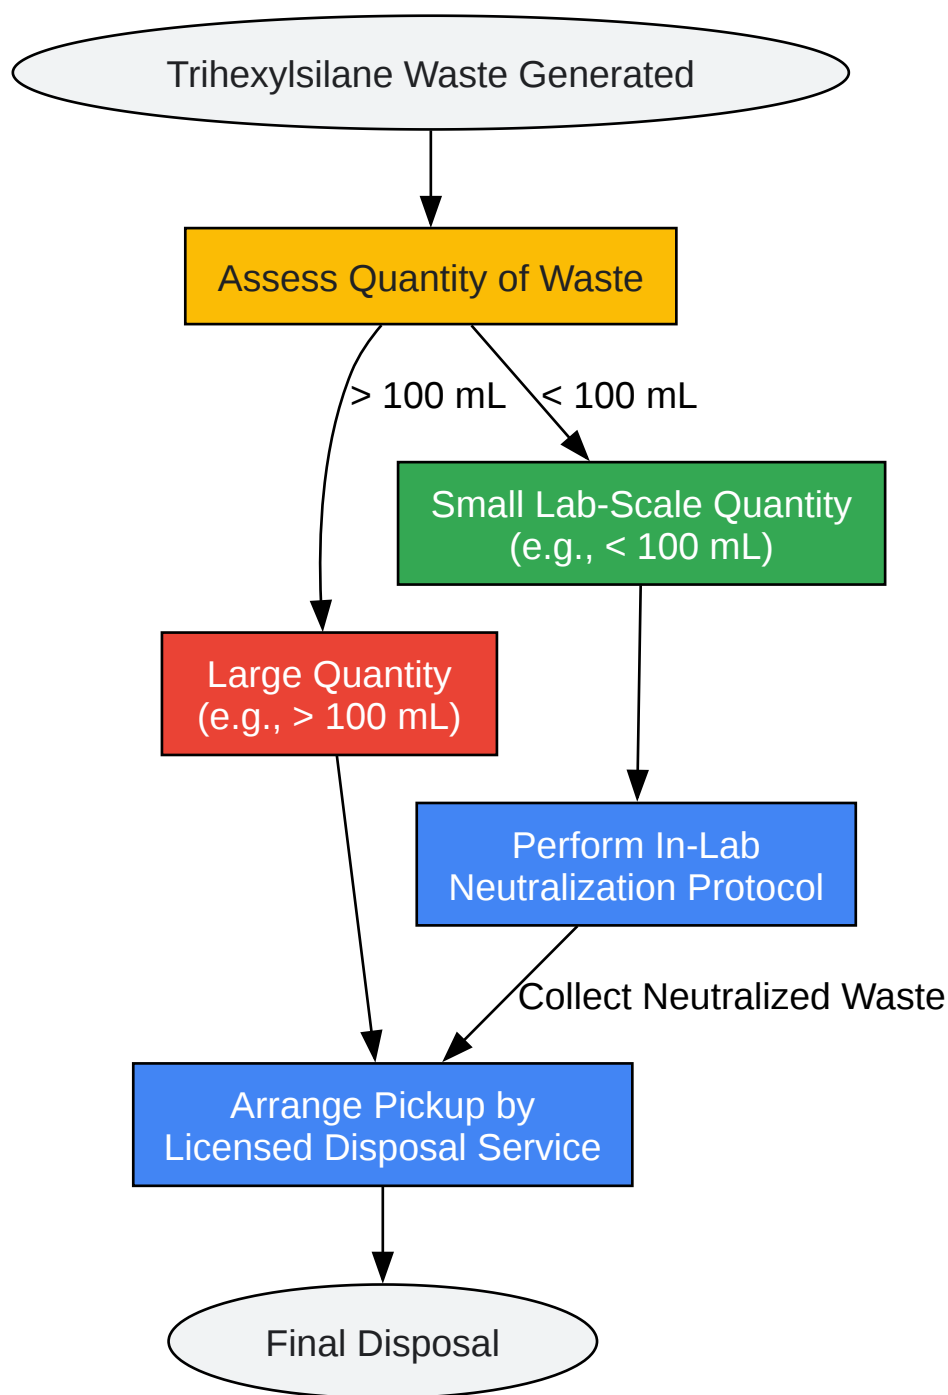 Trihexylsilane Waste Generated
Assess Quantity of Waste
> 100 mL
< 100 mL
Small Lab-Scale Quantity
(e.g., < 100 mL)
Large Quantity
(e.g., > 100 mL)
Perform In-Lab
Neutralization Protocol
Collect Neutralized Waste
Arrange Pickup by
Licensed Disposal Service
Final Disposal